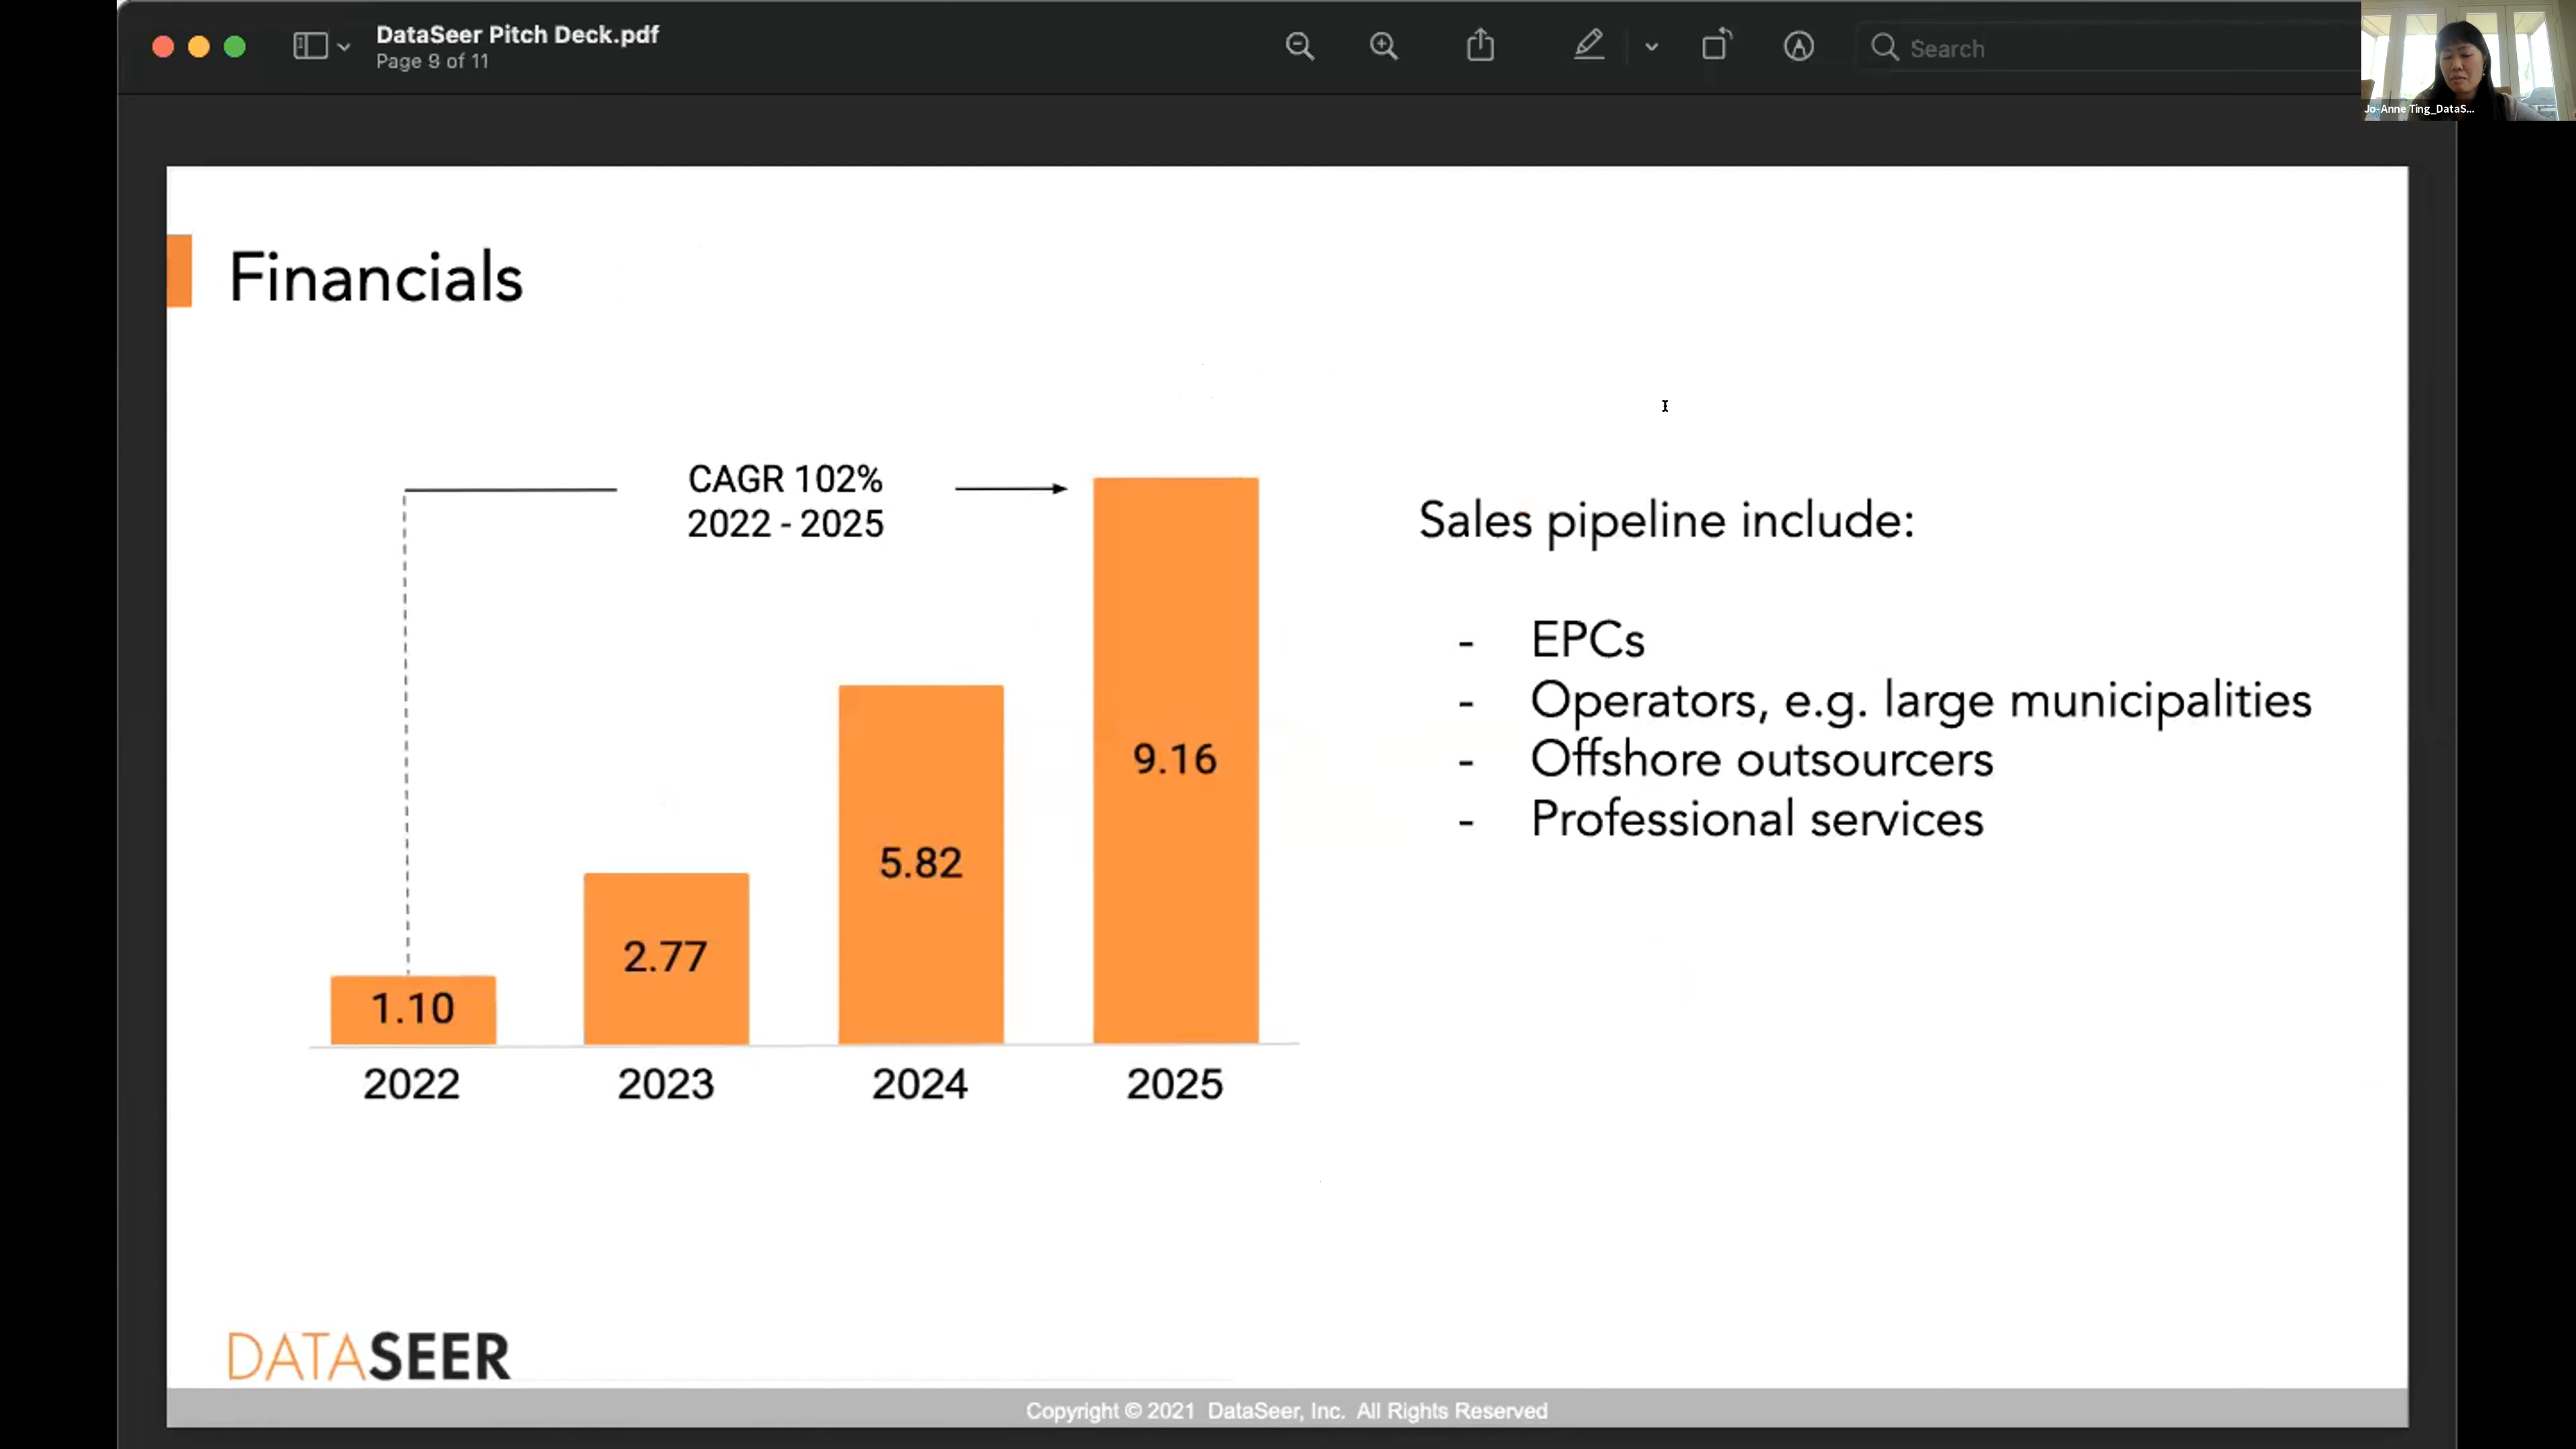 DataSeer Pitch Deck.pdf
Page 9 of 11
Search
Jo-Anne Ting_DataS...
Financials
CAGR 102%
2022 - 2025
1.10
2.77
5.82
9.16
2022
2023
2024
2025
Sales pipeline include:
- EPCs
- Operators, e.g. large municipalities
- Offshore outsourcers
- Professional services
DATASEER
Copyright © 2021 DataSeer, Inc. All Rights Reserved